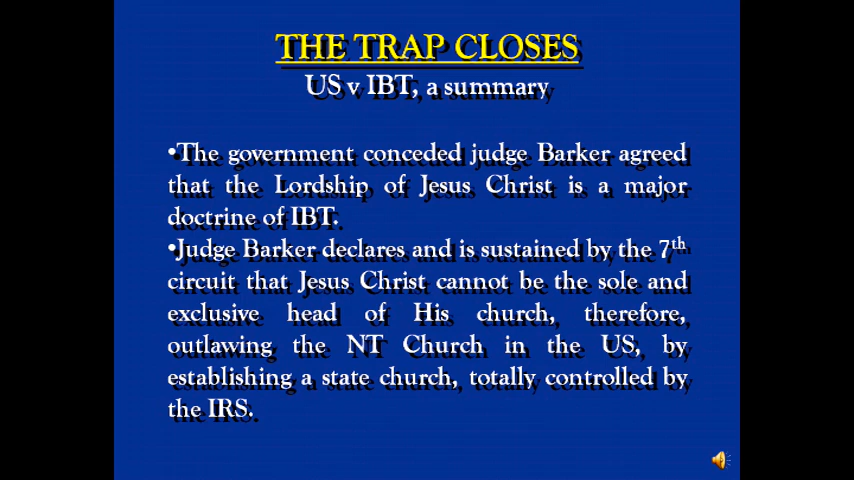 THE TRAP CLOSES
US v IBT, a summary
•The government conceded judge Barker agreed
that the Lordship of Jesus Christ is a major
doctrine of IBT.
•Judge Barker declares and is sustained by the 7th
circuit that Jesus Christ cannot be the sole and
exclusive head of His church, therefore,
outlawing the NT Church in the US, by
establishing a state church, totally controlled by
the IRS.